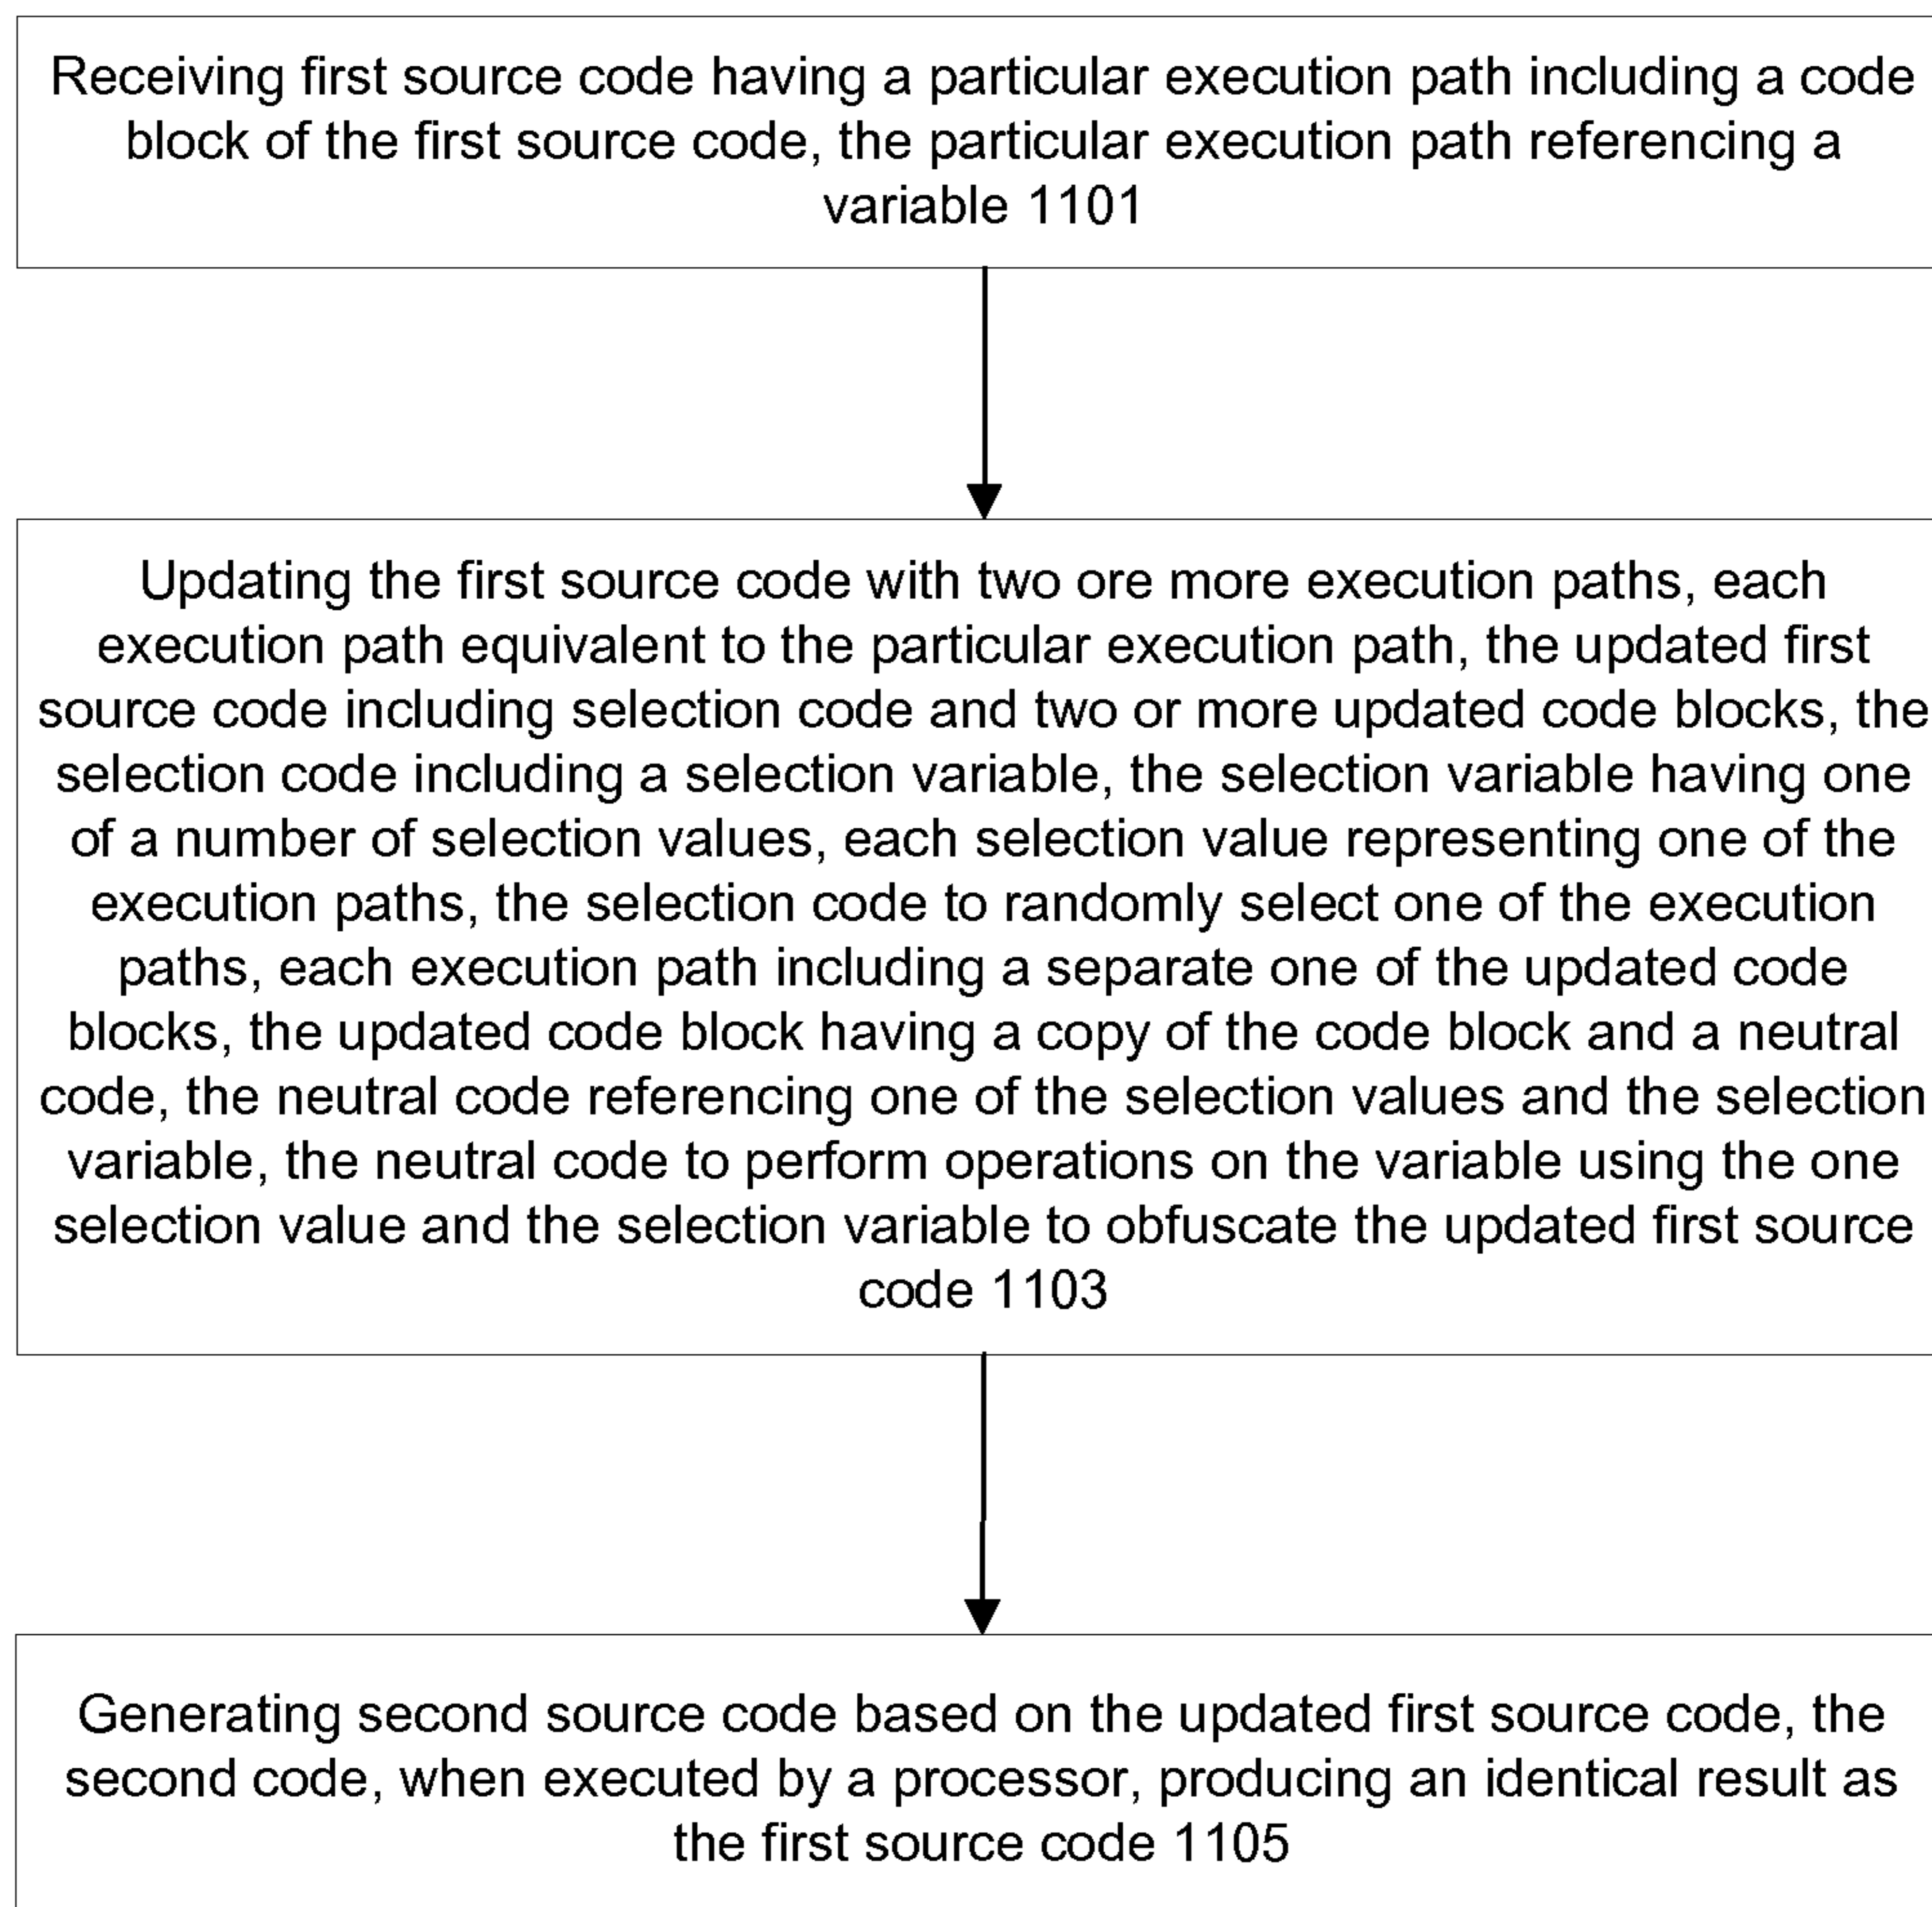 Receiving first source code having a particular execution path including a code
block of the first source code, the particular execution path referencing a
variable 1101
Updating the first source code with two ore more execution paths, each
execution path equivalent to the particular execution path, the updated first
source code including selection code and two or more updated code blocks, the
selection code including a selection variable, the selection variable having one
of a number of selection values, each selection value representing one of the
execution paths, the selection code to randomly select one of the execution
paths, each execution path including a separate one of the updated code
blocks, the updated code block having a copy of the code block and a neutral
code, the neutral code referencing one of the selection values and the selection
variable, the neutral code to perform operations on the variable using the one
selection value and the selection variable to obfuscate the updated first source
code 1103
Generating second source code based on the updated first source code, the
second code, when executed by a processor, producing an identical result as
the first source code 1105